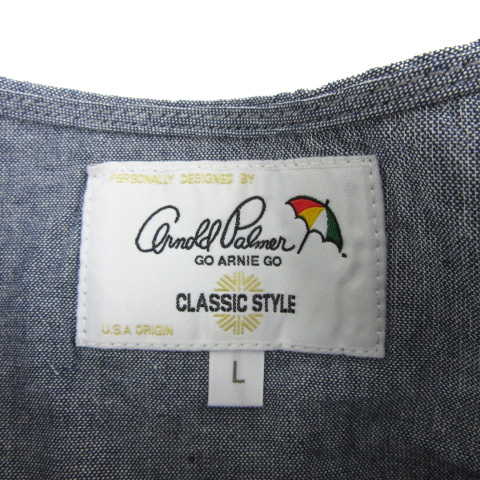 PERSONALLY DESIGNED BY
Arnold Palmer
GO ARNIE GO
CLASSIC STYLE
U.S.A ORIGIN
L